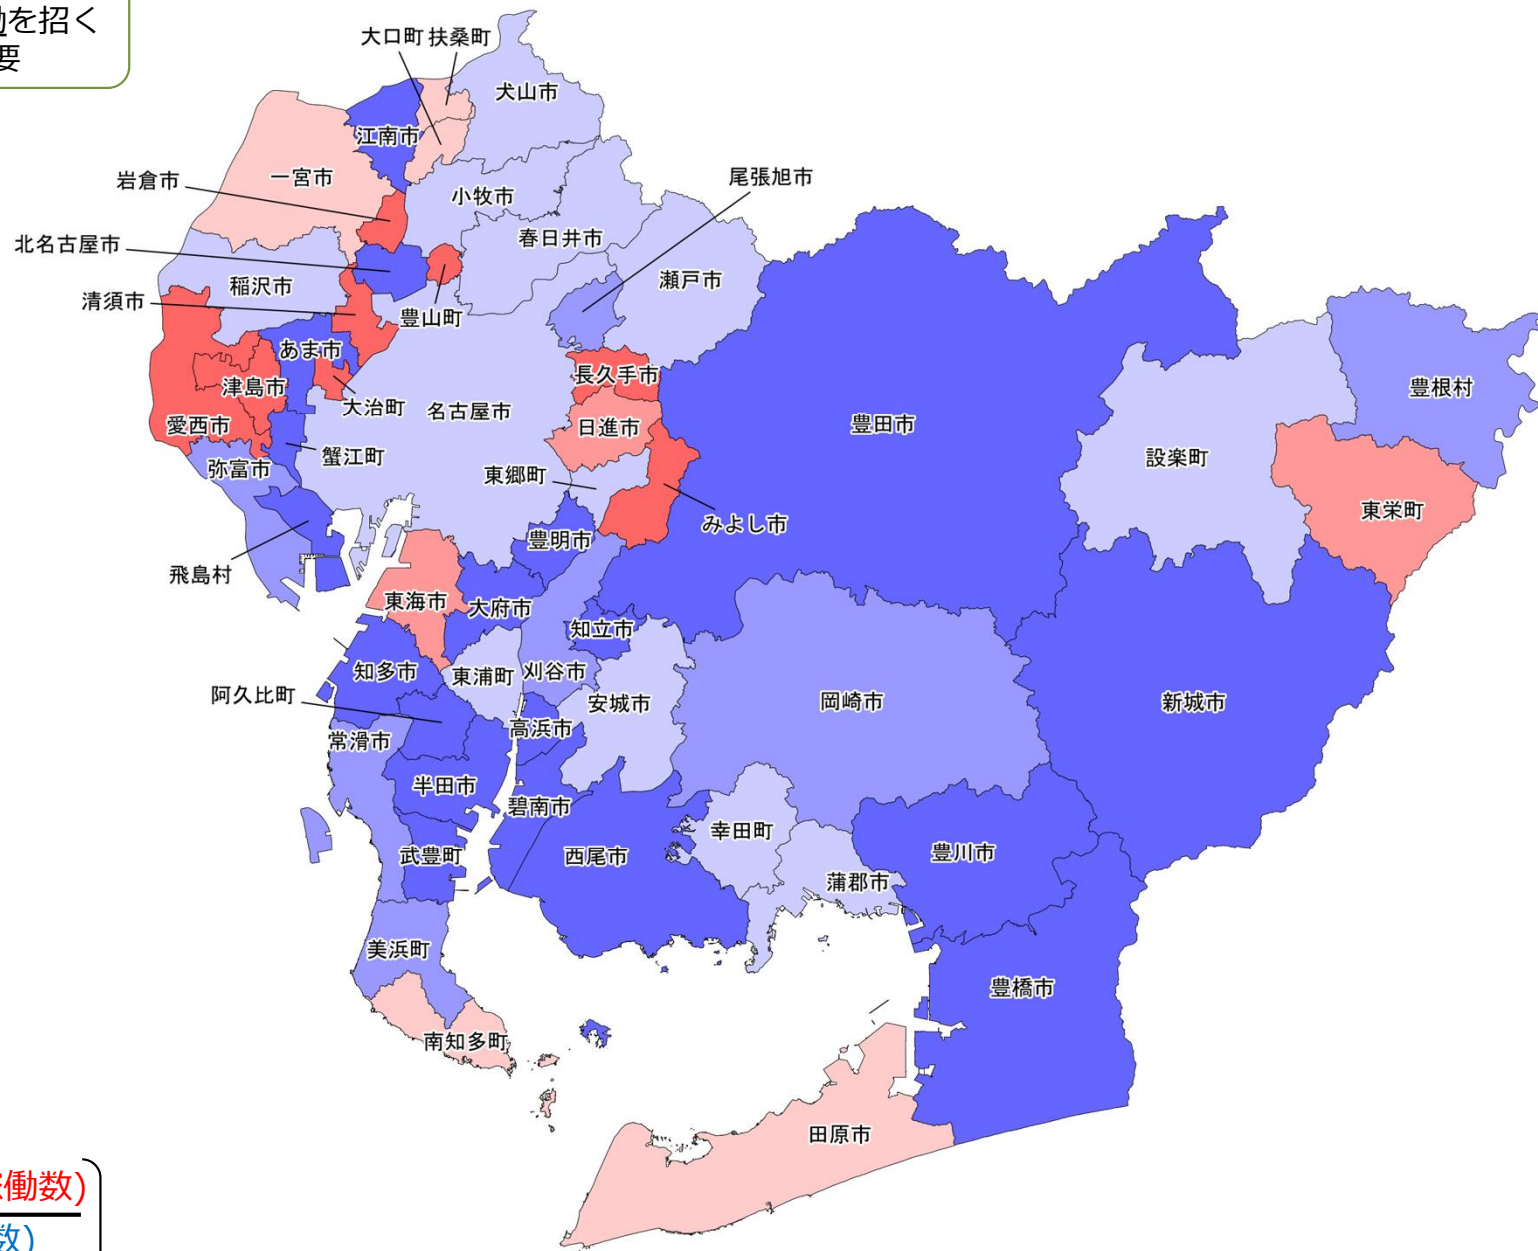 を招く
要
大口町
扶桑町
犬山市
江南市
一宮市
岩倉市
小牧市
尾張旭市
北名古屋市
春日井市
稲沢市
瀬戸市
清須市
豊山町
あま市
長久手市
津島市
大治町
名古屋市
豊根村
愛西市
日進市
豊田市
蟹江町
設楽町
弥富市
東郷町
東栄町
みよし市
豊明市
飛島村
東海市
大府市
知立市
知多市
東浦町
刈谷市
阿久比町
安城市
岡崎市
新城市
高浜市
常滑市
半田市
碧南市
幸田町
武豊町
西尾市
豊川市
蒲郡市
美浜町
豊橋市
南知多町
田原市
働数)
数)